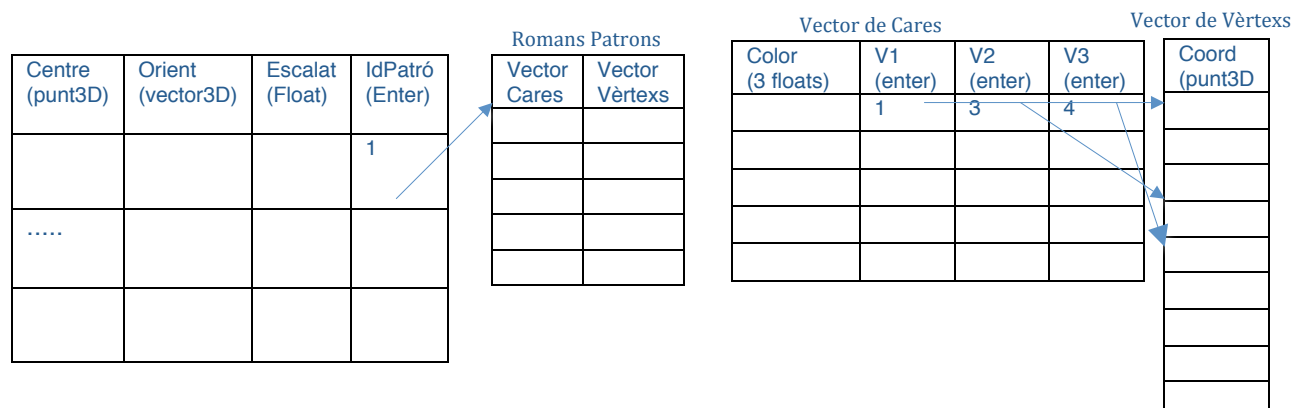 Centre Orient Escalat IdPatró
(punt3D) (vector3D) (Float) (Enter)
1
.....
Romans Patrons
Vector Vector
Cares Vèrtexs
Vector de Cares
Color V1 V2 V3
(3 floats) (enter) (enter) (enter)
1 3 4
Vector de Vèrtexs
Coord
(punt3D